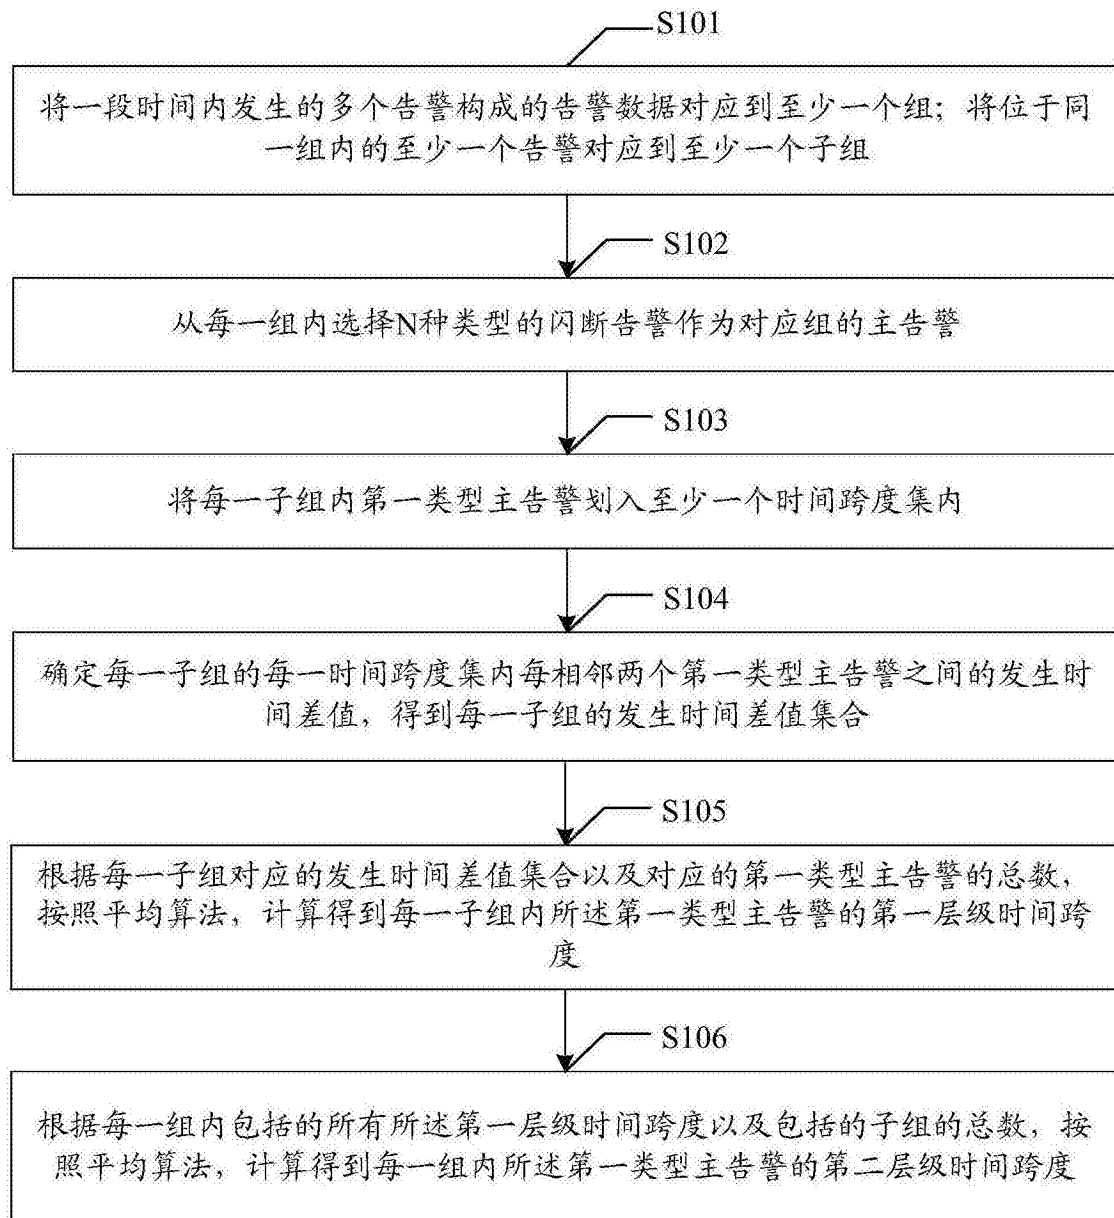 S101
将一段时间内发生的多个告警构成的告警数据对应到至少一个组；将位于同
一组内的至少一个告警对应到至少一个子组
S102
从每一组内选择N种类型的闪断告警作为对应组的主告警
S103
将每一子组内第一类型主告警划入至少一个时间跨度集内
S104
确定每一子组的每一时间跨度集内每相邻两个第一类型主告警之间的发生时
间差值，得到每一子组的发生时间差值集合
S105
根据每一子组对应的发生时间差值集合以及对应的第一类型主告警的总数，
按照平均算法，计算得到每一子组内所述第一类型主告警的第一层级时间跨
度
S106
根据每一组内包括的所有所述第一层级时间跨度以及包括的子组的总数，按
照平均算法，计算得到每一组内所述第一类型主告警的第二层级时间跨度